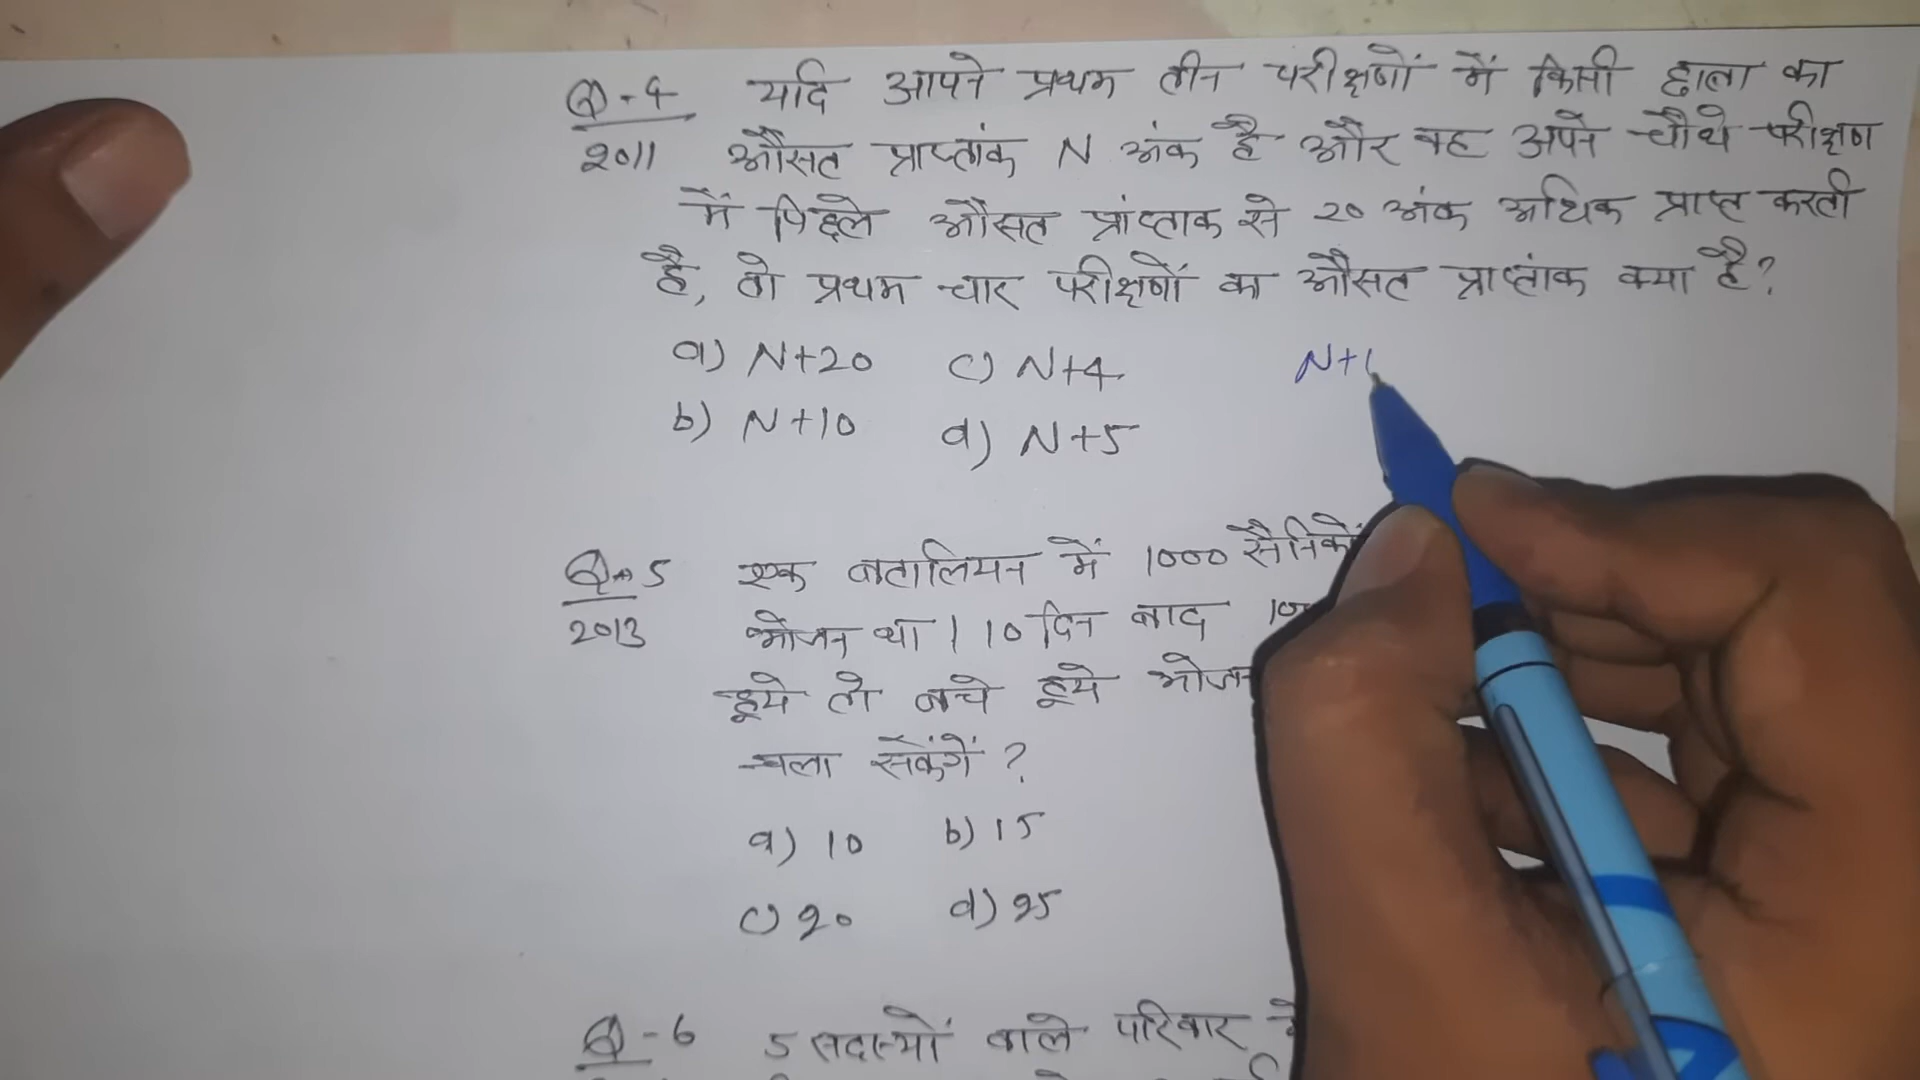 Q-4 यदि आपने प्रथम तीन परीक्षणों में किसी छात्रा का
2011 औसत प्राप्तांक N अंक है और वह अपने चौथे परीक्षण
में पिछले औसत प्रांप्ताक से 20 अंक अधिक प्राप्त करती
है, तो प्रथम चार परीक्षणों का औसत प्राप्तांक क्या है?
a) N+20 c) N+4
N+
b) N+10 d) N+5
Q-5 एक बतालियन में 1000 सैनिकों
2013 भोजन था। 10 दिन बाद
हुये तो बचे हुये भोजन
चला सकेंगें?
a) 10 b) 15
c) 20 d) 25
Q-6 5 सदस्यों वाले परिवार